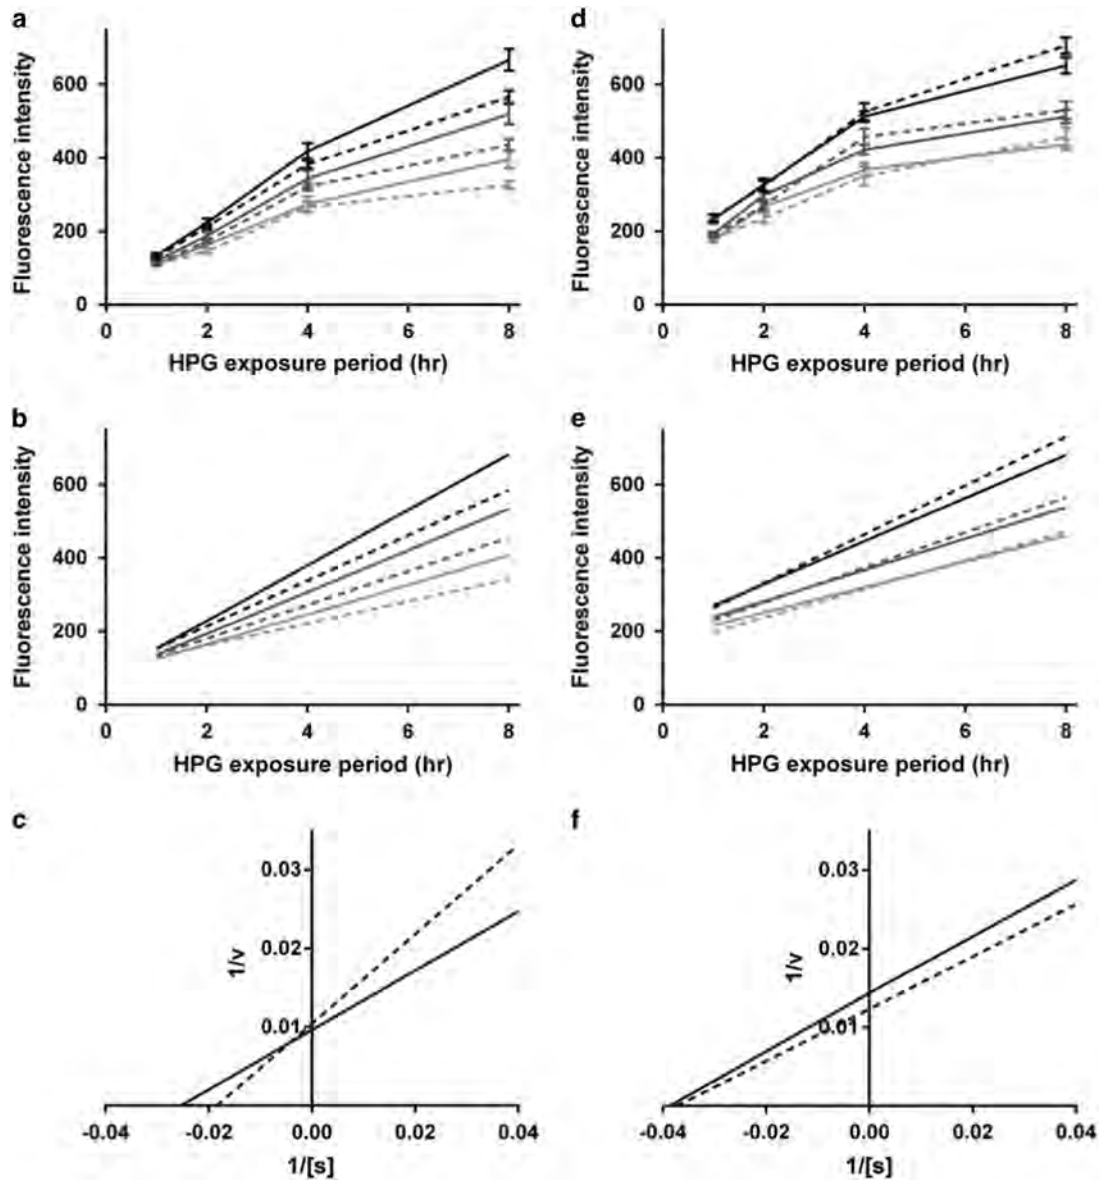 a
Fluorescence intensity
600
400
200
0
0 2 4 6 8
HPG exposure period (hr)
d
Fluorescence intensity
600
400
200
0
0 2 4 6 8
HPG exposure period (hr)
b
Fluorescence intensity
600
400
200
0
0 2 4 6 8
HPG exposure period (hr)
e
Fluorescence intensity
600
400
200
0
0 2 4 6 8
HPG exposure period (hr)
c
1/v
0.03
0.02
0.01
-0.04 -0.02 0.00 0.02 0.04
1/[s]
f
1/v
0.03
0.02
0.01
-0.04 -0.02 0.00 0.02 0.04
1/[s]